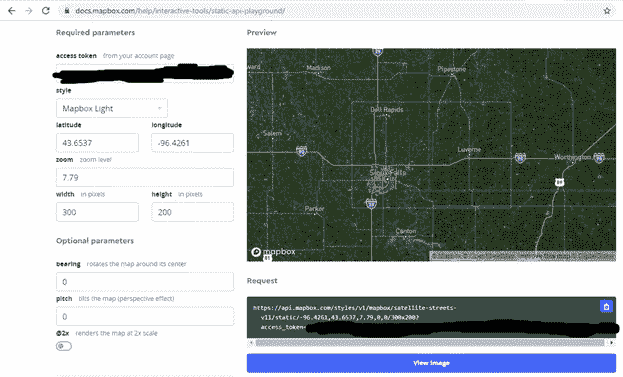 docs.mapbox.com/help/interactive-tools/static-api-playground/
Required parameters
access token from your account page
style
Mapbox Light
latitude longitude
43.6537 -96.4261
zoom zoom level
7.79
width in pixels height in pixels
300 200
Optional parameters
bearing rotates the map around its center
0
pitch tilts the map (perspective effect)
0
@2x renders the map at 2x scale
Preview
Madison
Pipestone
Dell Rapids
Salem
Luverne
Worthington
Sioux Falls
Parker
Canton
mapbox
Request
https://api.mapbox.com/styles/v1/mapbox/satellite-streets-
v11/static/-96.4261,43.6537,7.79,0,0/300x200?
access_token=
View image